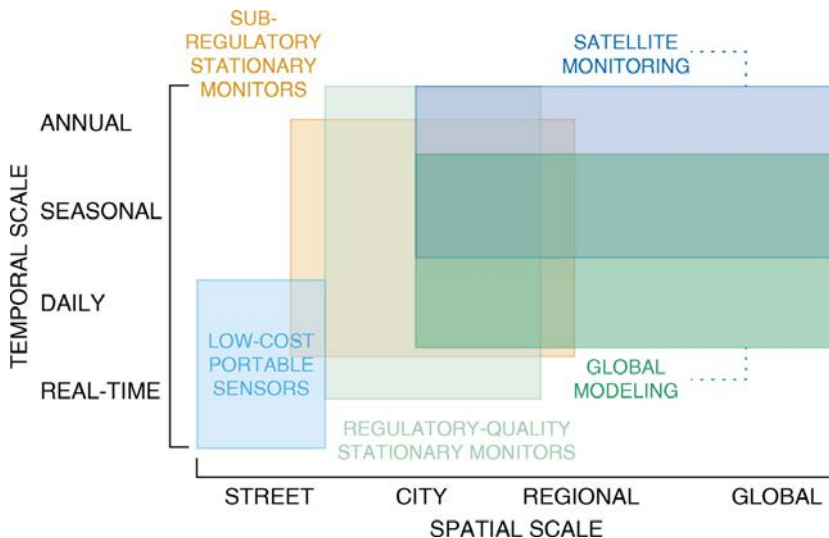 SUB-
REGULATORY
STATIONARY
MONITORS
SATELLITE
MONITORING
TEMPORAL SCALE
ANNUAL
SEASONAL
DAILY
REAL-TIME
LOW-COST
PORTABLE
SENSORS
GLOBAL
MODELING
REGULATORY-QUALITY
STATIONARY MONITORS
STREET
CITY
REGIONAL
GLOBAL
SPATIAL SCALE